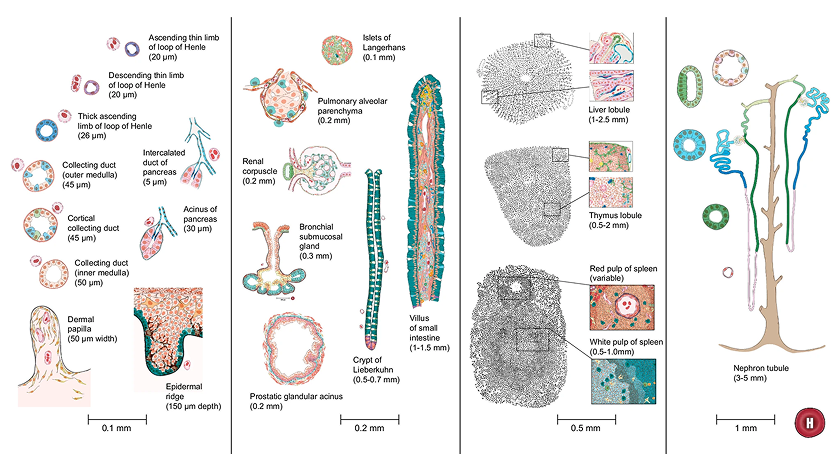 Ascending thin limb
of loop of Henle
(20 µm)
Descending thin limb
of loop of Henle
(20 µm)
Thick ascending
limb of loop of Henle
(26 µm)
Collecting duct
(outer medulla)
(45 µm)
Intercalated
duct of
pancreas
(5 µm)
Cortical
collecting duct
(45 µm)
Acinus of
pancreas
(30 µm)
Collecting duct
(inner medulla)
(50 µm)
Dermal
papilla
(50 µm width)
Epidermal
ridge
(150 µm depth)
0.1 mm
Islets of
Langerhans
(0.1 mm)
Pulmonary alveolar
parenchyma
(0.2 mm)
Renal
corpuscle
(0.2 mm)
Bronchial
submucosal
gland
(0.3 mm)
Prostatic glandular acinus
(0.2 mm)
Crypt of
Lieberkuhn
(0.5-0.7 mm)
Villus
of small
intestine
(1-1.5 mm)
0.2 mm
Liver lobule
(1-2.5 mm)
Thymus lobule
(0.5-2 mm)
Red pulp of spleen
(variable)
White pulp of spleen
(0.5-1.0mm)
0.5 mm
Nephron tubule
(3-5 mm)
1 mm
H